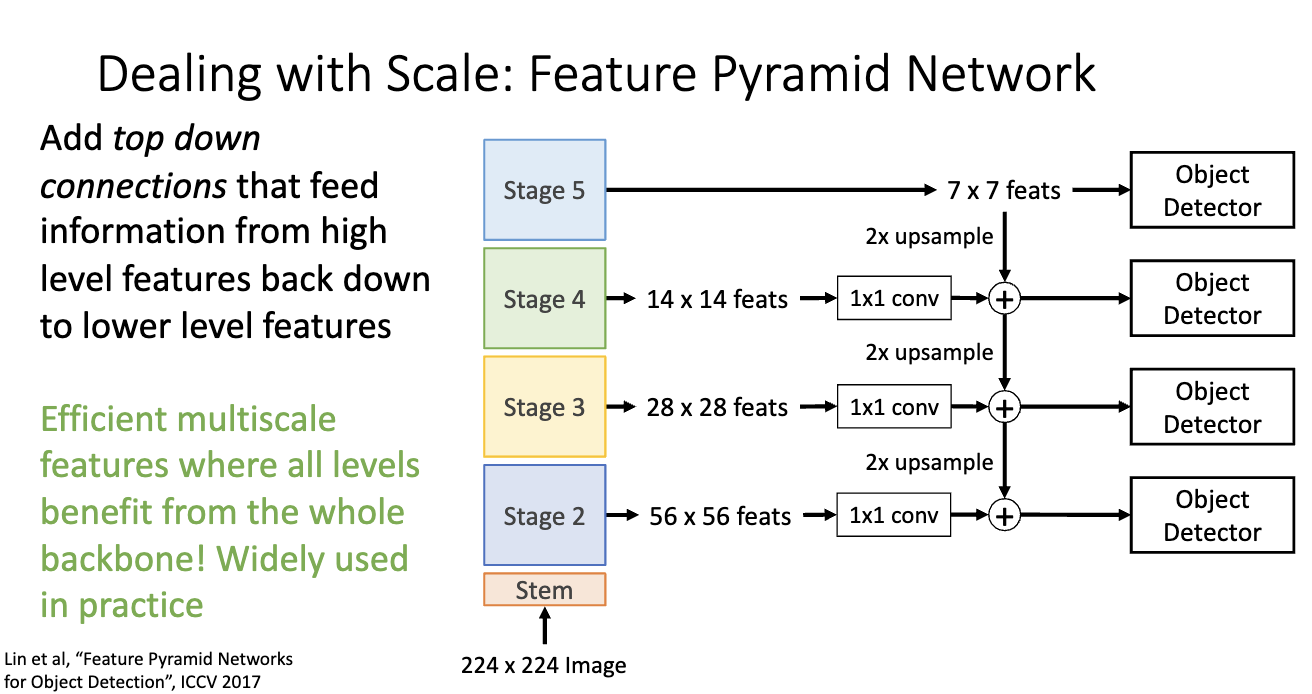 Dealing with Scale: Feature Pyramid Network
Add top down
connections that feed
information from high
level features back down
to lower level features
Efficient multiscale
features where all levels
benefit from the whole
backbone! Widely used
in practice
Lin et al, “Feature Pyramid Networks
for Object Detection”, ICCV 2017
Stage 5
7 x 7 feats
Object
Detector
2x upsample
Stage 4
14 x 14 feats
1x1 conv
+
Object
Detector
2x upsample
Stage 3
28 x 28 feats
1x1 conv
+
Object
Detector
2x upsample
Stage 2
56 x 56 feats
1x1 conv
+
Object
Detector
Stem
224 x 224 Image